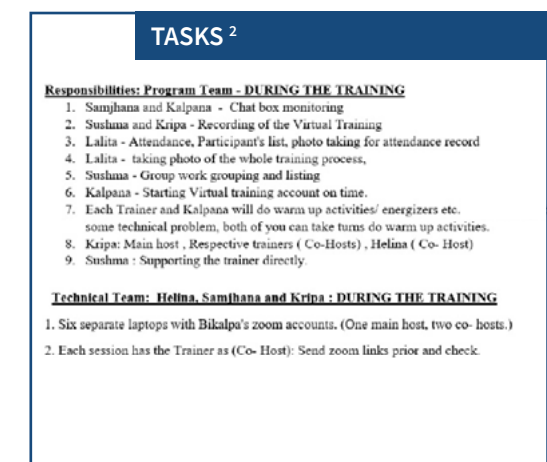 TASKS 2
Responsibilities: Program Team - DURING THE TRAINING
1. Samjhana and Kalpana - Chat box monitoring
2. Sushma and Kripa - Recording of the Virtual Training
3. Lalita - Attendance, Participant's list, photo taking for attendance record
4. Lalita - taking photo of the whole training process,
5. Sushma - Group work grouping and listing
6. Kalpana - Starting Virtual training account on time.
7. Each Trainer and Kalpana will do warm up activities/ energizers etc.
some technical problem, both of you can take turns do warm up activities.
8. Kripa: Main host , Respective trainers ( Co-Hosts) , Helina ( Co- Host)
9. Sushma : Supporting the trainer directly.
Technical Team: Helina, Samjhana and Kripa : DURING THE TRAINING
1. Six separate laptops with Bikalpa's zoom accounts. (One main host, two co- hosts.)
2. Each session has the Trainer as (Co- Host): Send zoom links prior and check.